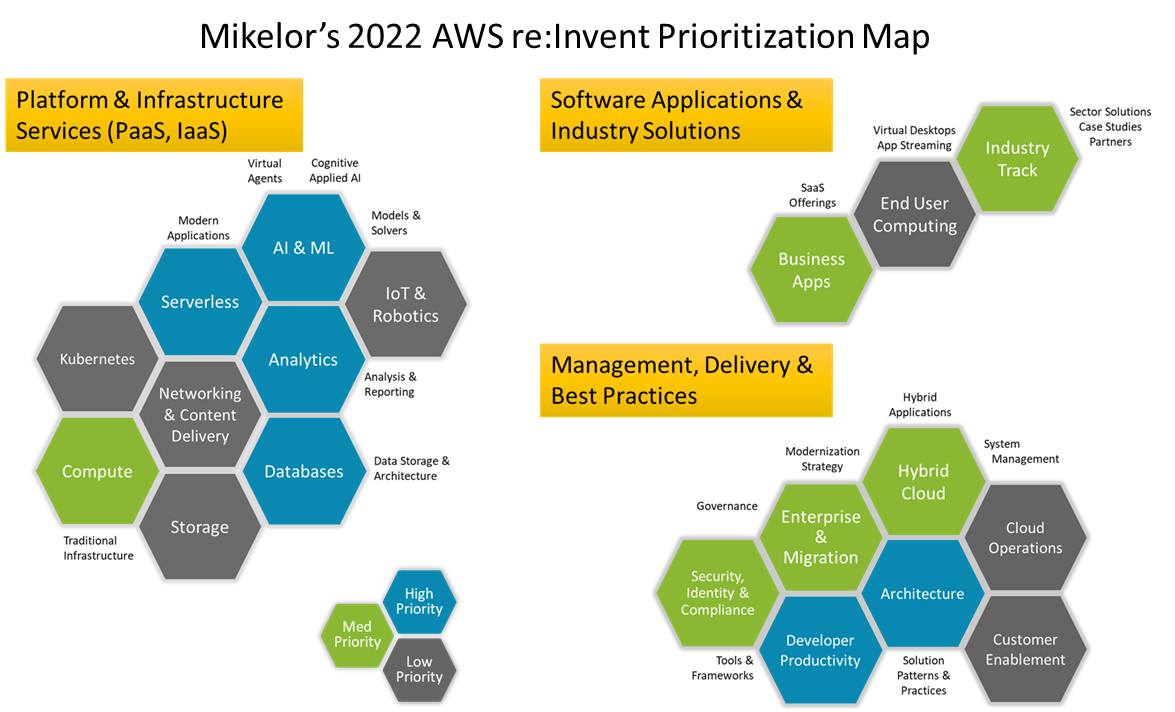 Mikelor’s 2022 AWS re:Invent Prioritization Map
Platform & Infrastructure
Services (PaaS, IaaS)
Virtual
Agents
Cognitive
Applied AI
Modern
Applications
AI & ML
Models &
Solvers
Serverless
IoT &
Robotics
Kubernetes
Analytics
Networking
& Content
Delivery
Analysis &
Reporting
Compute
Databases
Data Storage &
Architecture
Storage
Traditional
Infrastructure
High
Priority
Med
Priority
Low
Priority
Software Applications &
Industry Solutions
Sector Solutions
Case Studies
Partners
Virtual Desktops
App Streaming
Industry
Track
SaaS
Offerings
End User
Computing
Business
Apps
Management, Delivery &
Best Practices
Hybrid
Applications
Modernization
Strategy
Hybrid
Cloud
System
Management
Governance
Enterprise
&
Migration
Cloud
Operations
Security,
Identity &
Compliance
Architecture
Developer
Productivity
Customer
Enablement
Tools &
Frameworks
Solution
Patterns &
Practices